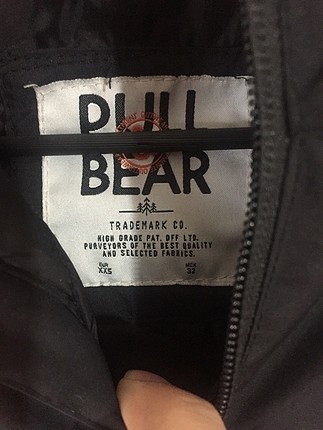 PULL
BEAR
TRADEMARK CO.
HIGH GRADE PAT. OFF LTD.
PURVEYORS OF THE BEST QUALITY
AND SELECTED FABRICS.
EUR MEX
XXS 32